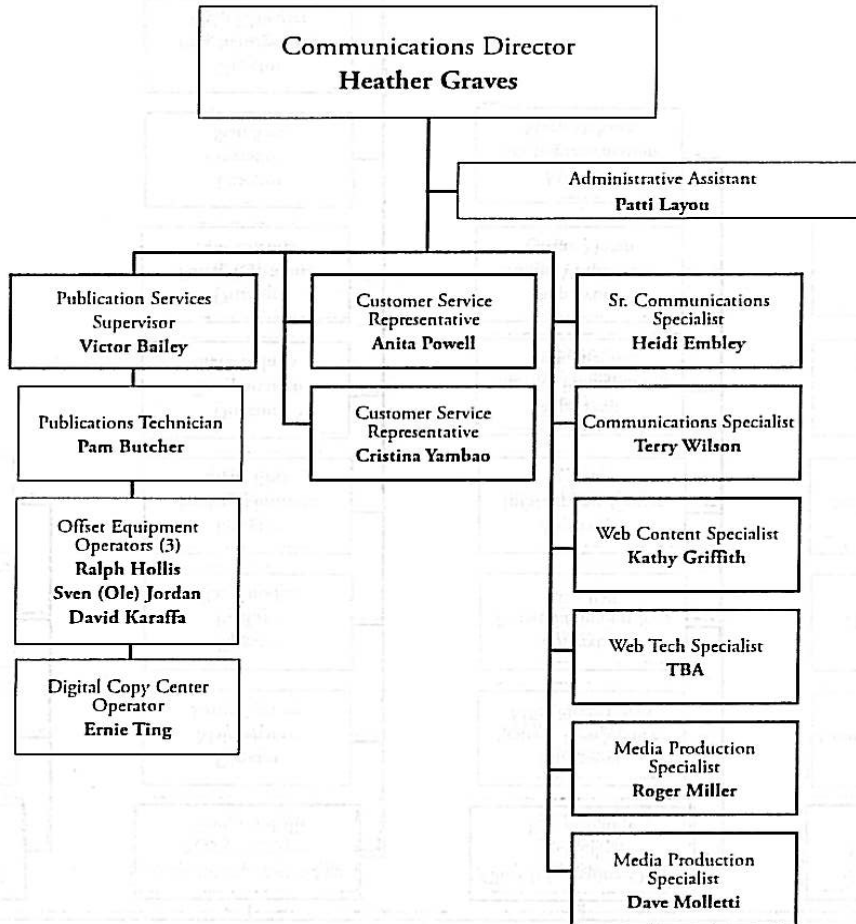 Communications Director
Heather Graves
Administrative Assistant
Patti Layou
Publication Services
Supervisor
Victor Bailey
Publications Technician
Pam Butcher
Offset Equipment
Operators (3)
Ralph Hollis
Sven (Ole) Jordan
David Karaffa
Digital Copy Center
Operator
Ernie Ting
Customer Service
Representative
Anita Powell
Customer Service
Representative
Cristina Yambao
Sr. Communications
Specialist
Heidi Embley
Communications Specialist
Terry Wilson
Web Content Specialist
Kathy Griffith
Web Tech Specialist
TBA
Media Production
Specialist
Roger Miller
Media Production
Specialist
Dave Molletti